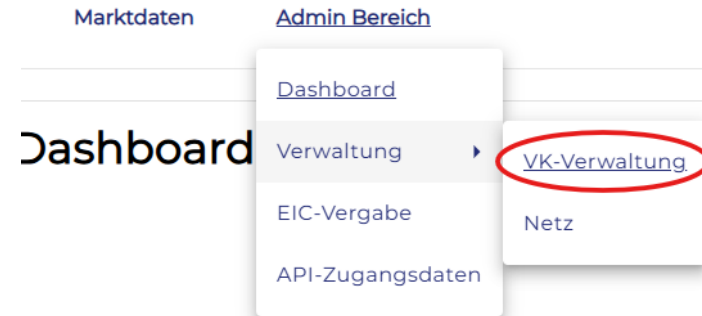 Marktdaten Admin Bereich
Dashboard
Dashboard
Verwaltung
VK-Verwaltung
EIC-Vergabe
Netz
API-Zugangsdaten